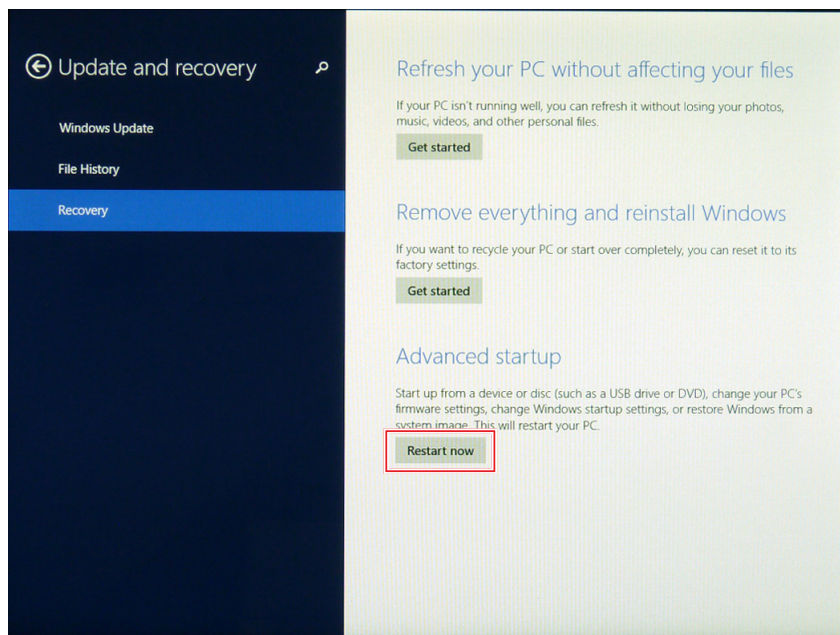 Update and recovery
Windows Update
File History
Recovery
Refresh your PC without affecting your files
If your PC isn't running well, you can refresh it without losing your photos,
music, videos, and other personal files.
Get started
Remove everything and reinstall Windows
If you want to recycle your PC or start over completely, you can reset it to its
factory settings.
Get started
Advanced startup
Start up from a device or disc (such as a USB drive or DVD), change your PC's
firmware settings, change Windows startup settings, or restore Windows from a
system image. This will restart your PC.
Restart now